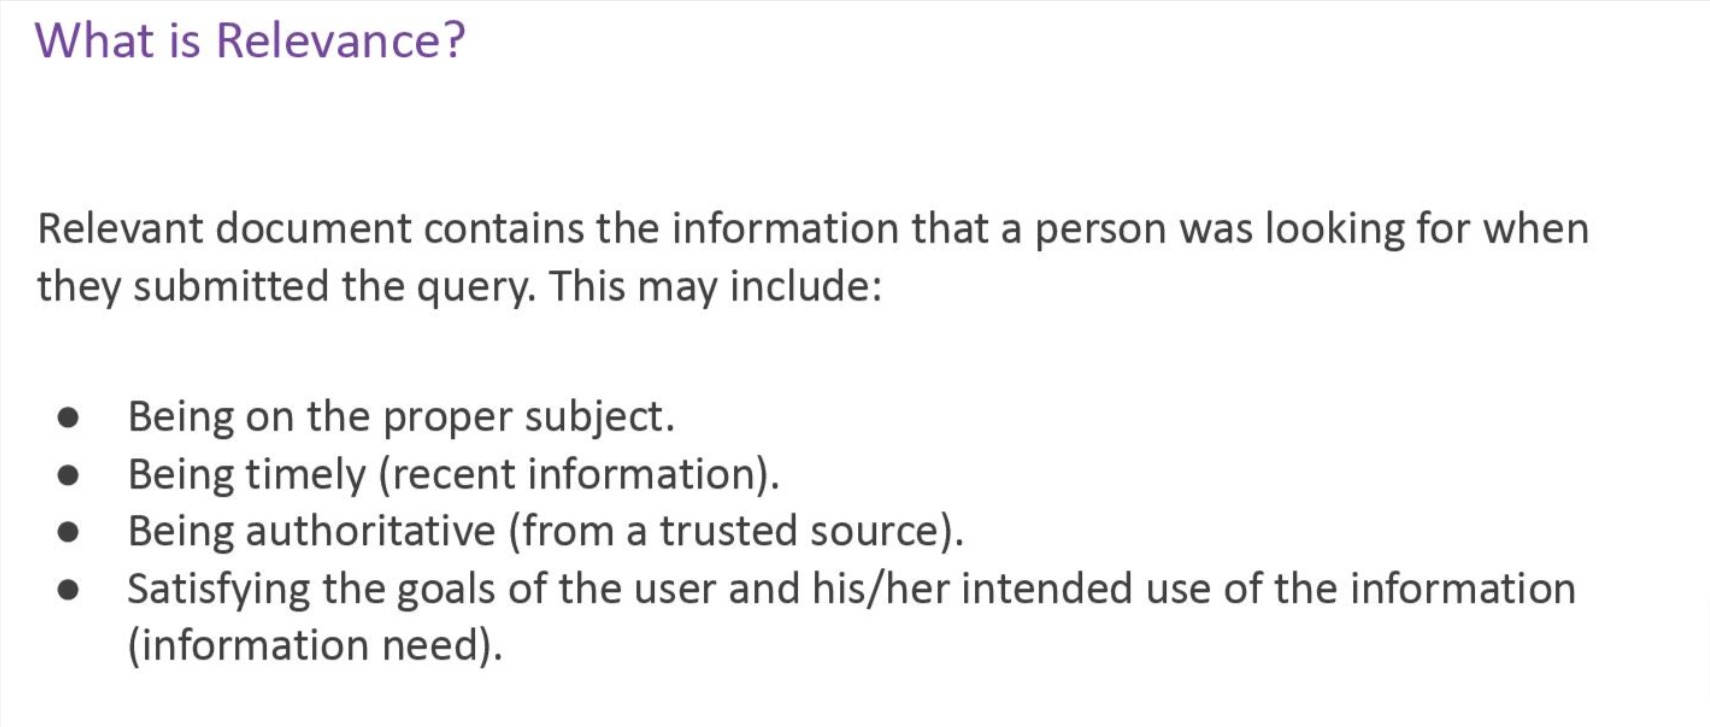 What is Relevance?
Relevant document contains the information that a person was looking for when
they submitted the query. This may include:
● Being on the proper subject.
● Being timely (recent information).
● Being authoritative (from a trusted source).
● Satisfying the goals of the user and his/her intended use of the information
(information need).